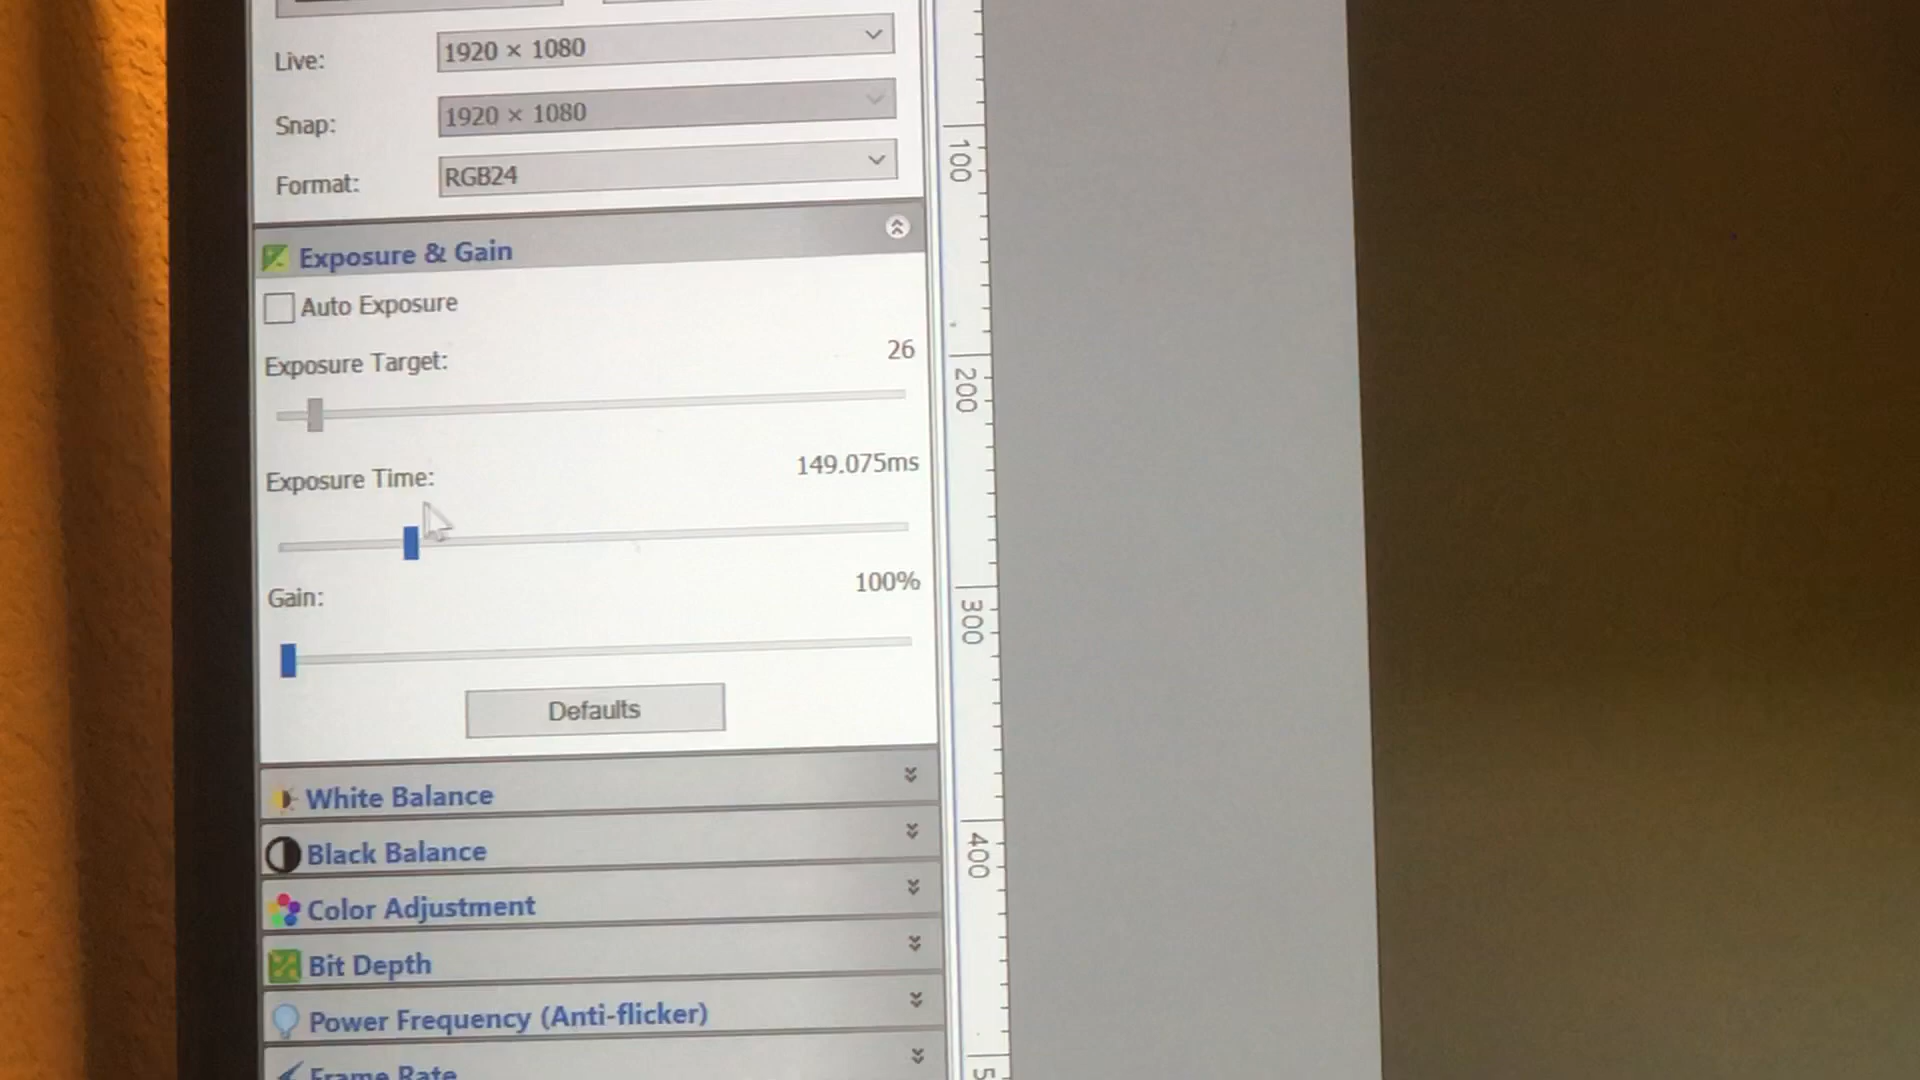 Live: 1920 × 1080
Snap: 1920 × 1080
Format: RGB24
Exposure & Gain
Auto Exposure
Exposure Target: 26
Exposure Time: 149.075ms
Gain: 100%
Defaults
White Balance
Black Balance
Color Adjustment
Bit Depth
Power Frequency (Anti-flicker)
Frame Rate
100
200
300
400
5